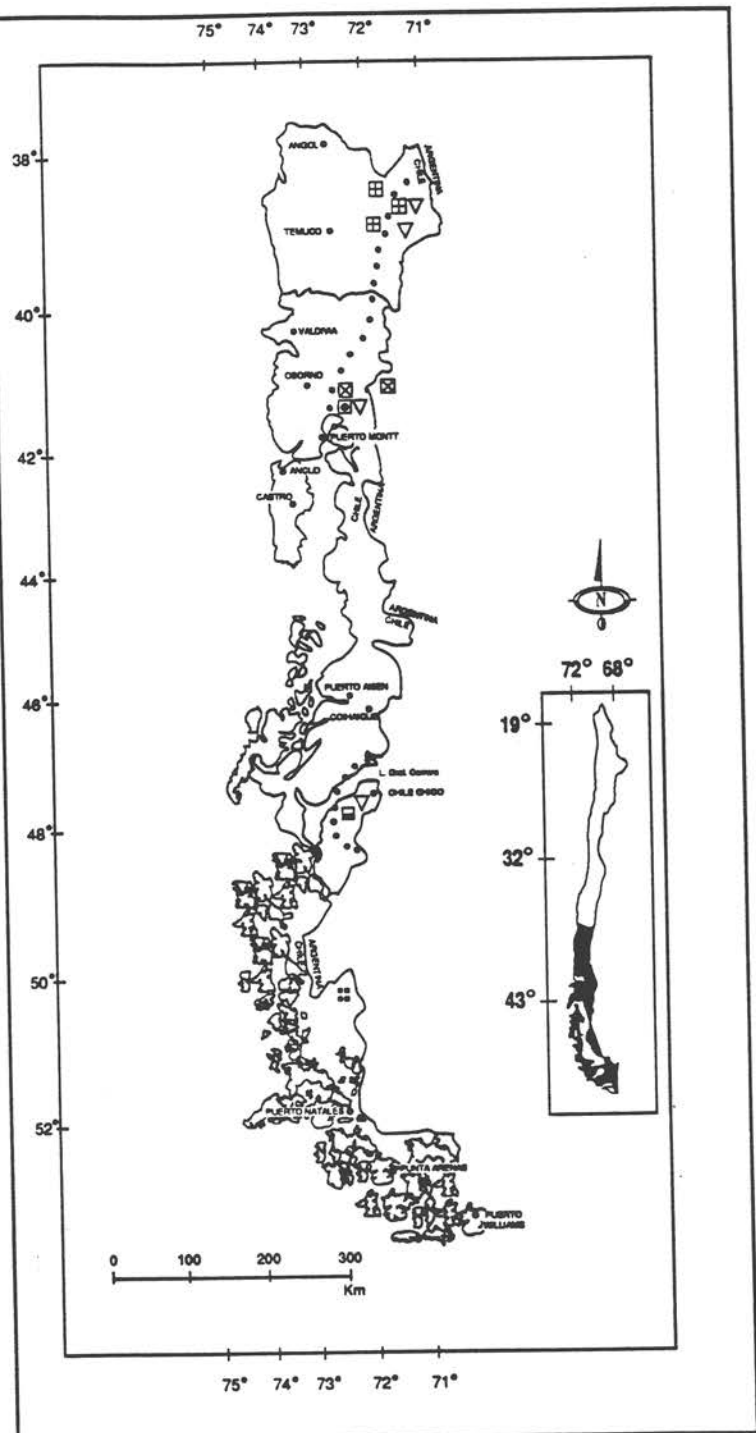 75° 74° 73° 72° 71°
38°
ANGOL
ARGENTINA
CHILE
TEMUCO
40°
VALDIVIA
OSORNO
PUERTO MONTT
42°
ANCUD
CASTRO
CHILE
ARGENTINA
44°
ARGENTINA
CHILE
N
PUERTO AISEN
46°
COIHAIQUE
L. Gral. Carrera
CHILE CHICO
48°
72° 68°
19°
32°
43°
ARGENTINA
CHILE
50°
PUERTO NATALES
52°
PUNTA ARENAS
PUERTO
WILLIAMS
0 100 200 300
Km
75° 74° 73° 72° 71°